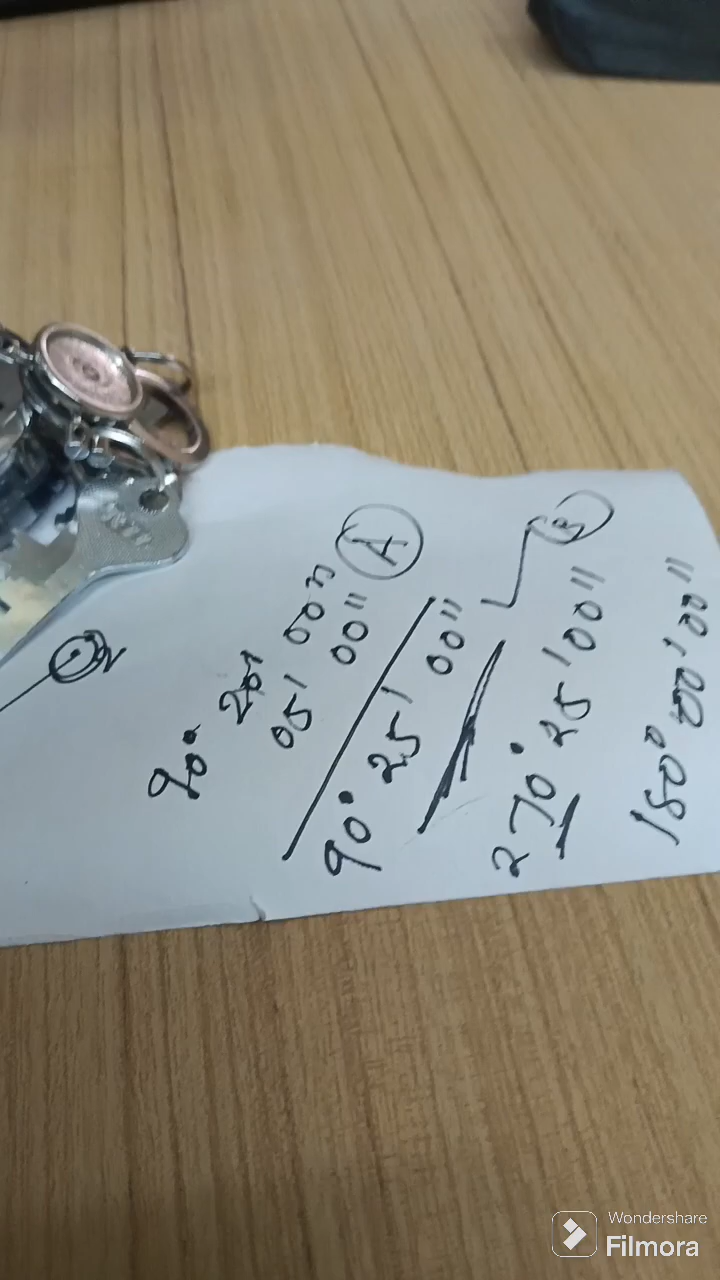 90° 20' 00"
05' 00" A
90° 25' 00"
B
270° 25' 00"
180° 00' 00"
Wondershare
Filmora